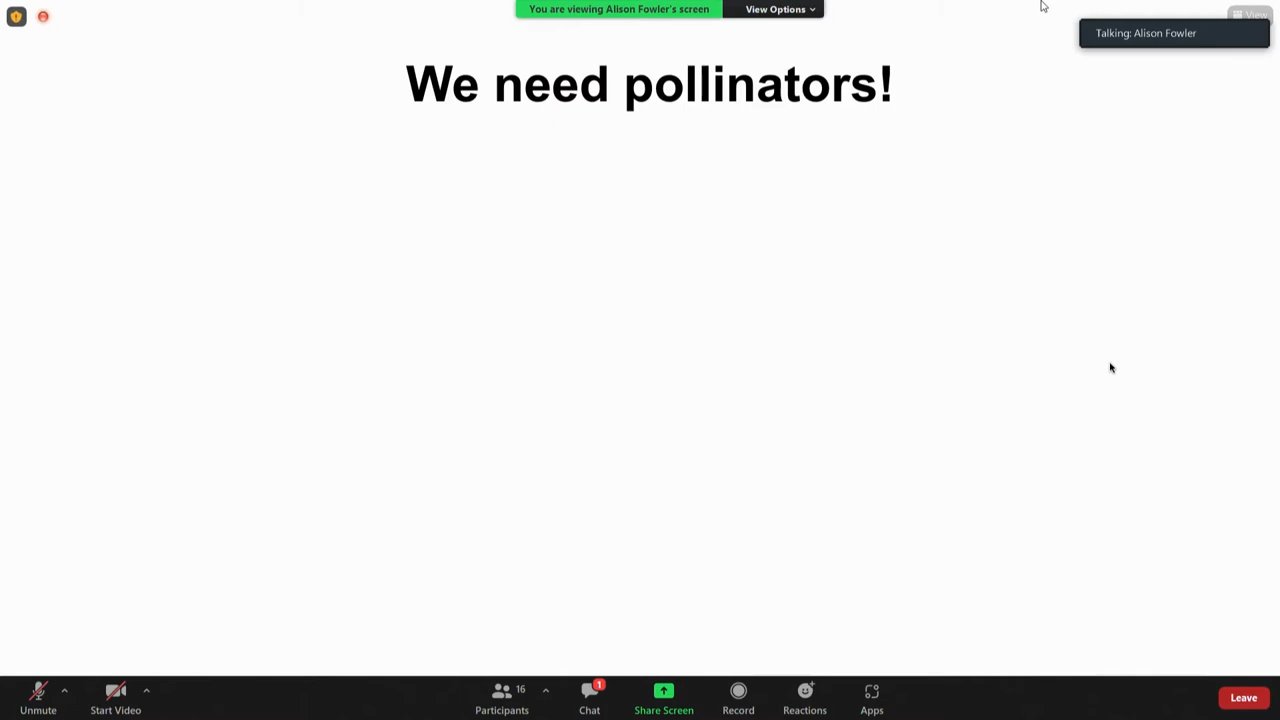 You are viewing Alison Fowler's screen
View Options
View
Talking: Alison Fowler
We need pollinators!
Unmute
Start Video
16
Participants
1
Chat
Share Screen
Record
Reactions
Apps
Leave